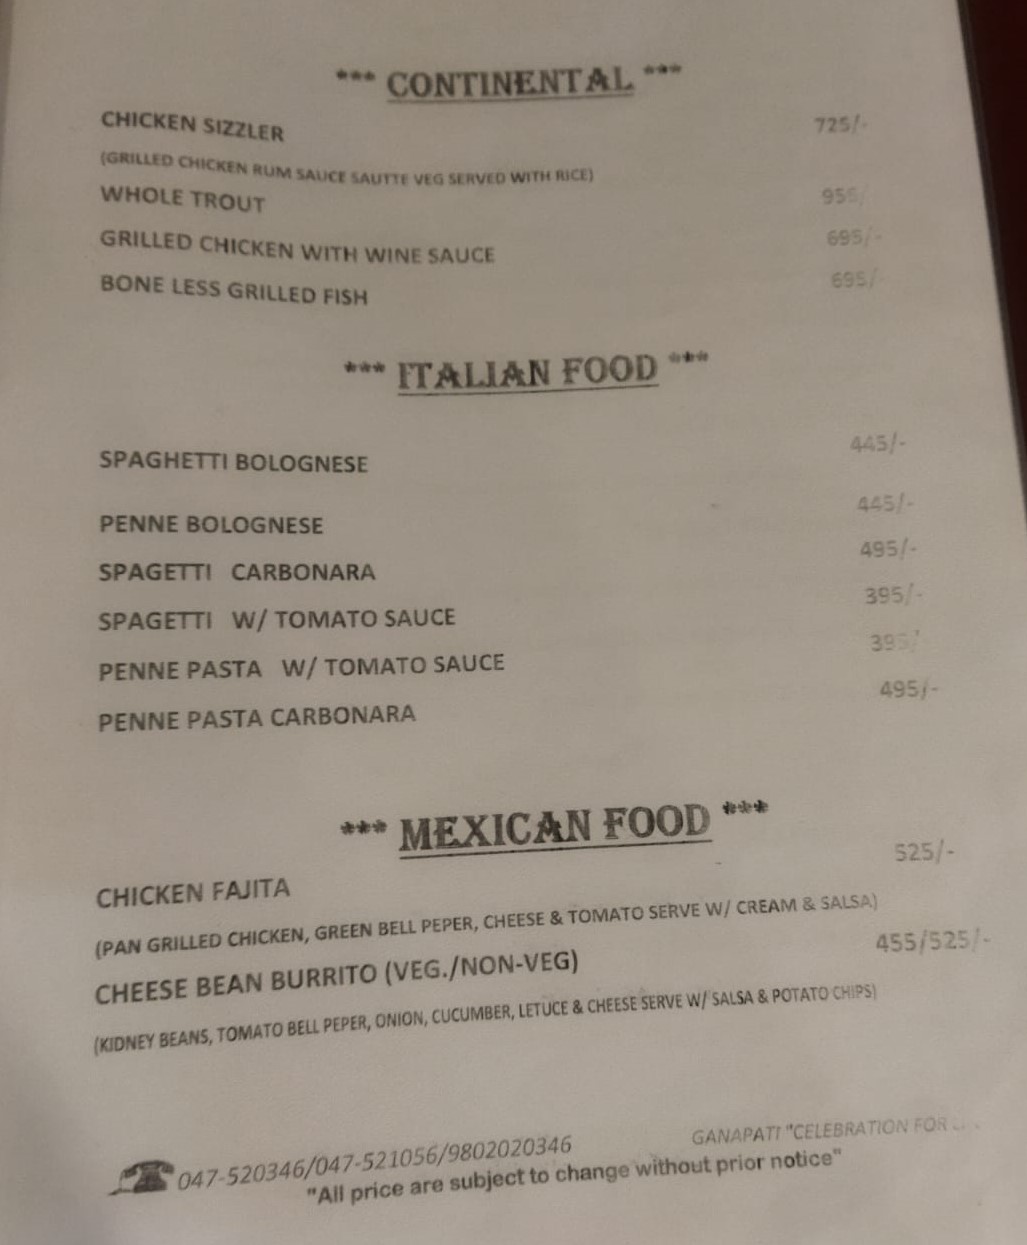 *** CONTINENTAL ***
CHICKEN SIZZLER 725/-
(GRILLED CHICKEN RUM SAUCE SAUTTE VEG SERVED WITH RICE)
WHOLE TROUT
GRILLED CHICKEN WITH WINE SAUCE 695/-
BONE LESS GRILLED FISH 695/-
*** ITALIAN FOOD ***
SPAGHETTI BOLOGNESE 445/-
PENNE BOLOGNESE 445/-
SPAGETTI CARBONARA 495/-
SPAGETTI W/ TOMATO SAUCE 395/-
PENNE PASTA W/ TOMATO SAUCE 395/
PENNE PASTA CARBONARA 495/-
*** MEXICAN FOOD ***
CHICKEN FAJITA 525/-
(PAN GRILLED CHICKEN, GREEN BELL PEPER, CHEESE & TOMATO SERVE W/ CREAM & SALSA)
CHEESE BEAN BURRITO (VEG./NON-VEG) 455/525/-
(KIDNEY BEANS, TOMATO BELL PEPER, ONION, CUCUMBER, LETUCE & CHEESE SERVE W/ SALSA & POTATO CHIPS)
047-520346/047-521056/9802020346 GANAPATI "CELEBRATION FOR
"All price are subject to change without prior notice"